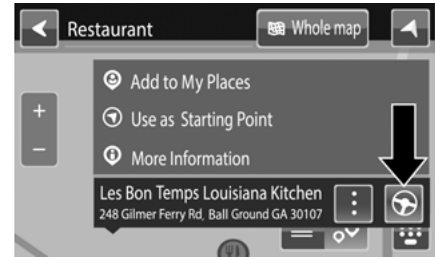 Restaurant
Whole map
Add to My Places
Use as Starting Point
More Information
Les Bon Temps Louisiana Kitchen
248 Gilmer Ferry Rd, Ball Ground GA 30107